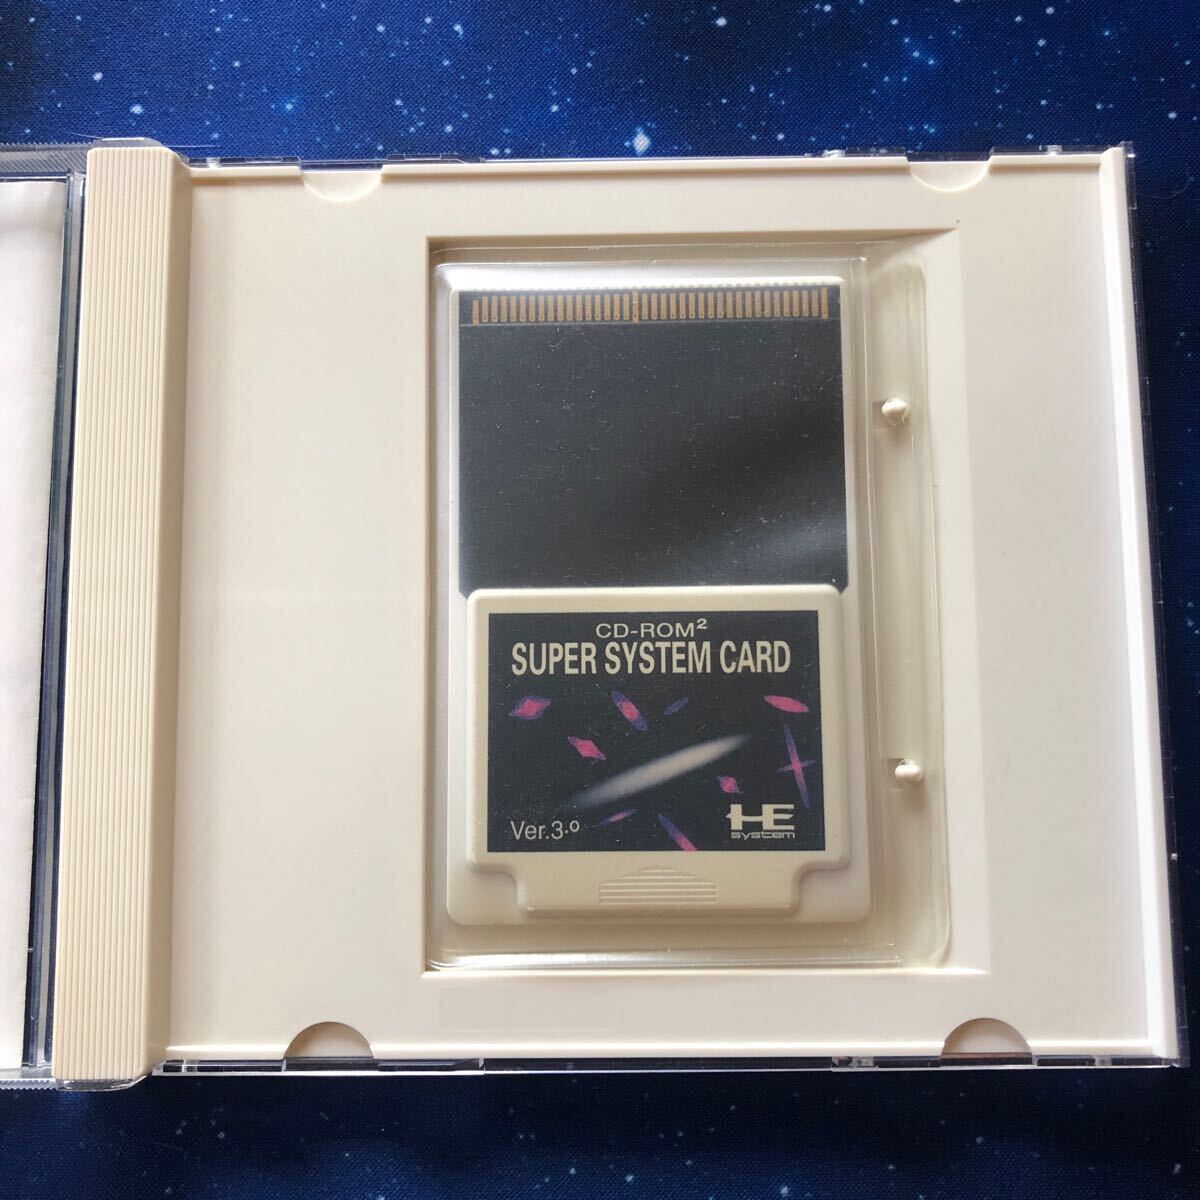 CD-ROM²
SUPER SYSTEM CARD
Ver.3.0
HE
system